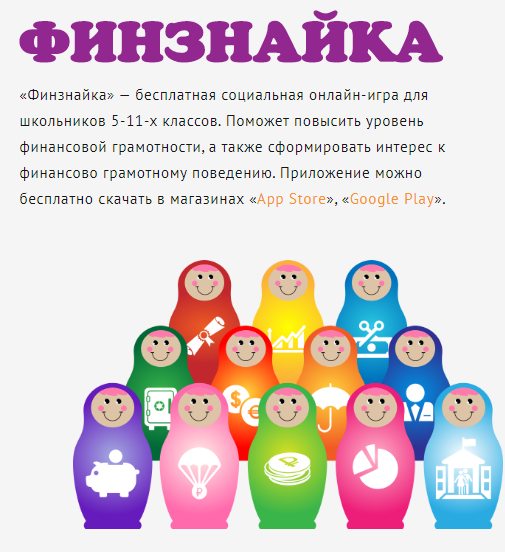 ФИНЗНАЙКА
«Финзнайка» — бесплатная социальная онлайн-игра для
школьников 5-11-х классов. Поможет повысить уровень
финансовой грамотности, а также сформировать интерес к
финансово грамотному поведению. Приложение можно
бесплатно скачать в магазинах «App Store», «Google Play».
$
€
₽